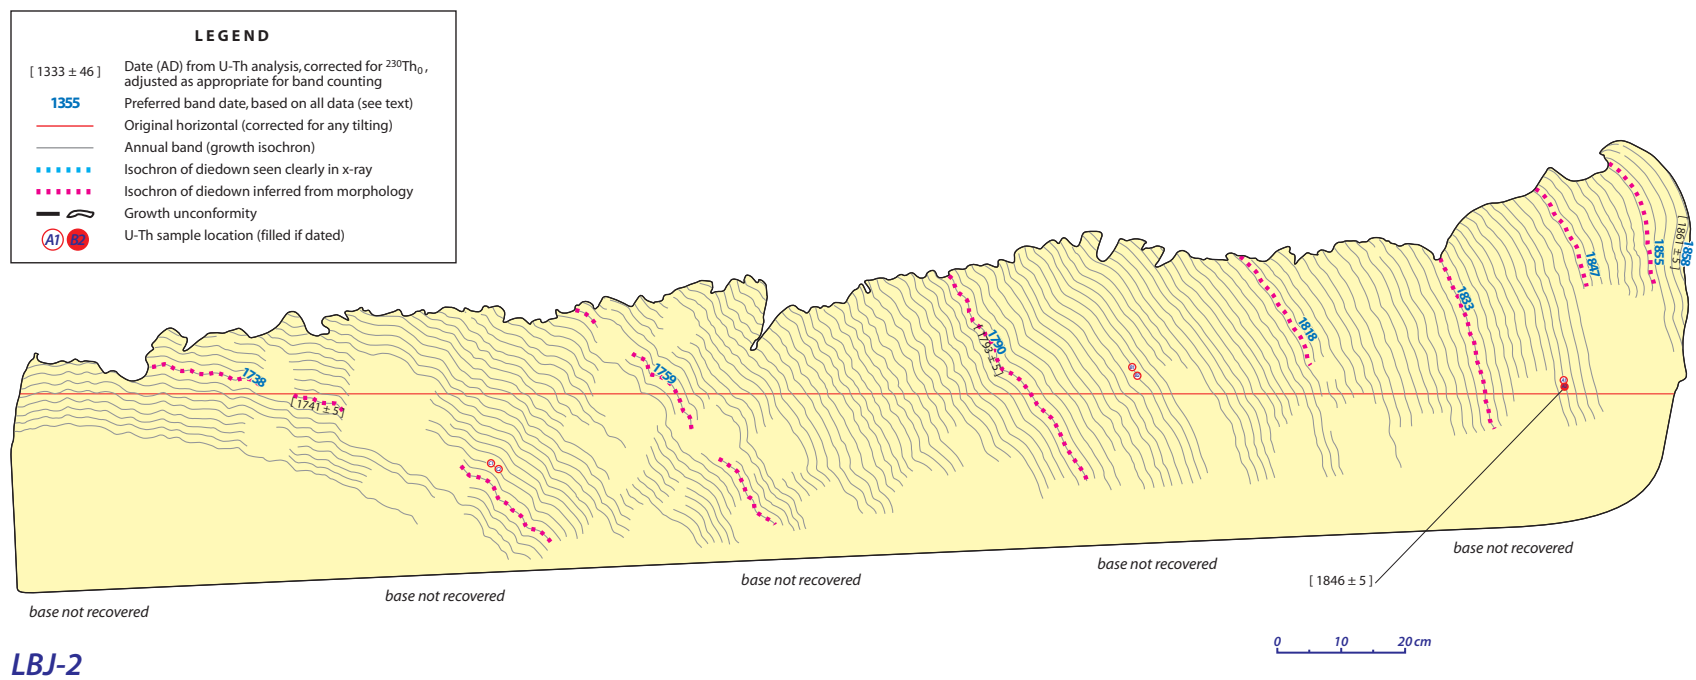 LEGEND
[ 1333 ± 46 ] Date (AD) from U-Th analysis, corrected for ²³⁰Th₀,
adjusted as appropriate for band counting
1355 Preferred band date, based on all data (see text)
Original horizontal (corrected for any tilting)
Annual band (growth isochron)
Isochron of diedown seen clearly in x-ray
Isochron of diedown inferred from morphology
Growth unconformity
A1 B2 U-Th sample location (filled if dated)
1738
[ 1741 ± 5 ]
1759
1790
[ 1793 ± 5 ]
1818
1833
1847
1855
[ 1861 ± 5 ]
1858
[ 1846 ± 5 ]
base not recovered
base not recovered
base not recovered
base not recovered
base not recovered
0 10 20 cm
LBJ-2